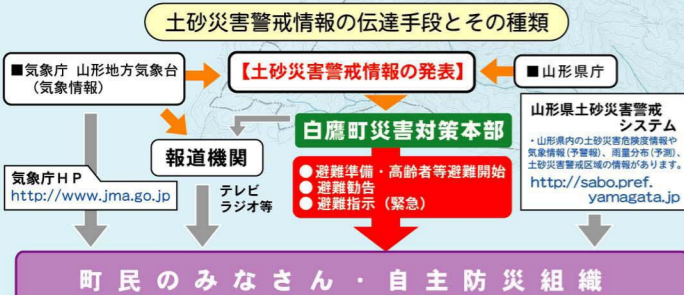 土砂災害警戒情報の伝達手段とその種類
■気象庁 山形地方気象台
(気象情報)
【土砂災害警戒情報の発表】
■山形県庁
白鷹町災害対策本部
報道機関
●避難準備・高齢者等避難開始
●避難勧告
●避難指示(緊急)
山形県土砂災害警戒
システム
・山形県内の土砂災害危険度情報や
気象情報(予警報)、雨量分布(予測)、
土砂災害警戒区域の情報があります。
http://sabo.pref.
yamagata.jp
気象庁HP
http://www.jma.go.jp
テレビ
ラジオ等
町民のみなさん・自主防災組織